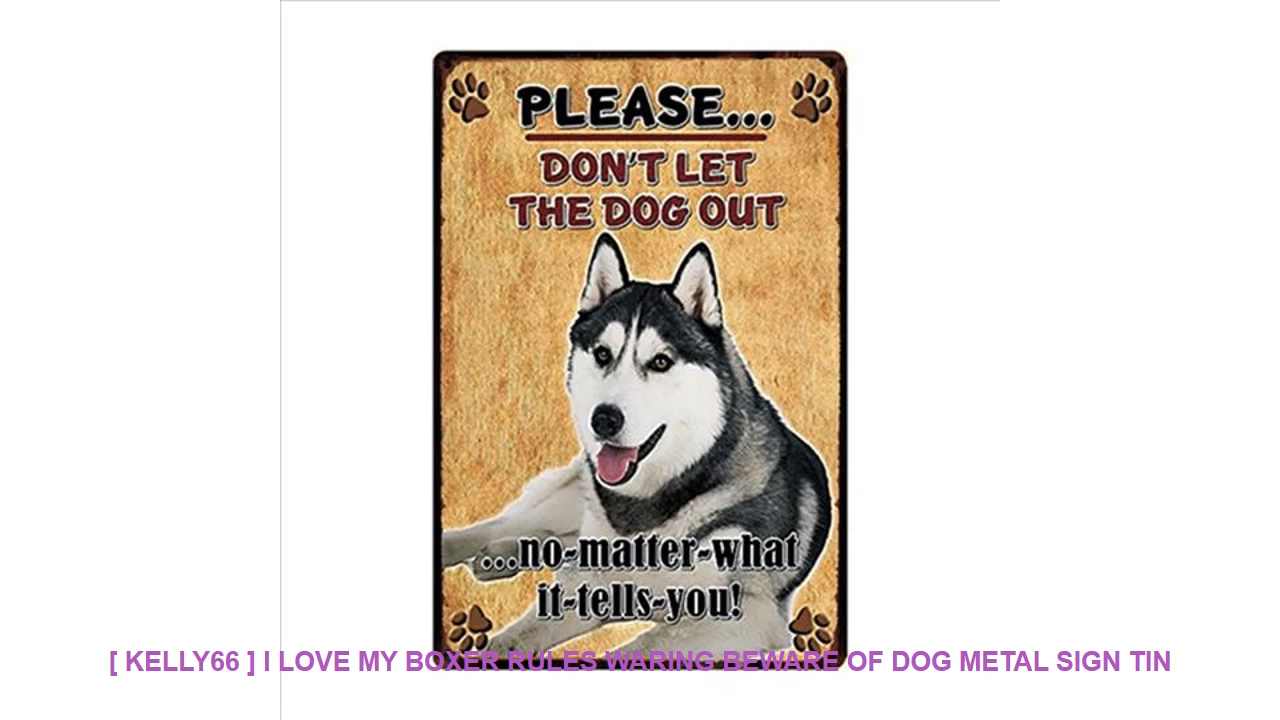 PLEASE...
DON'T LET
THE DOG OUT
...no-matter-what
it-tells-you!
[ KELLY66 ] I LOVE MY BOXER RULES WARING BEWARE OF DOG METAL SIGN TIN